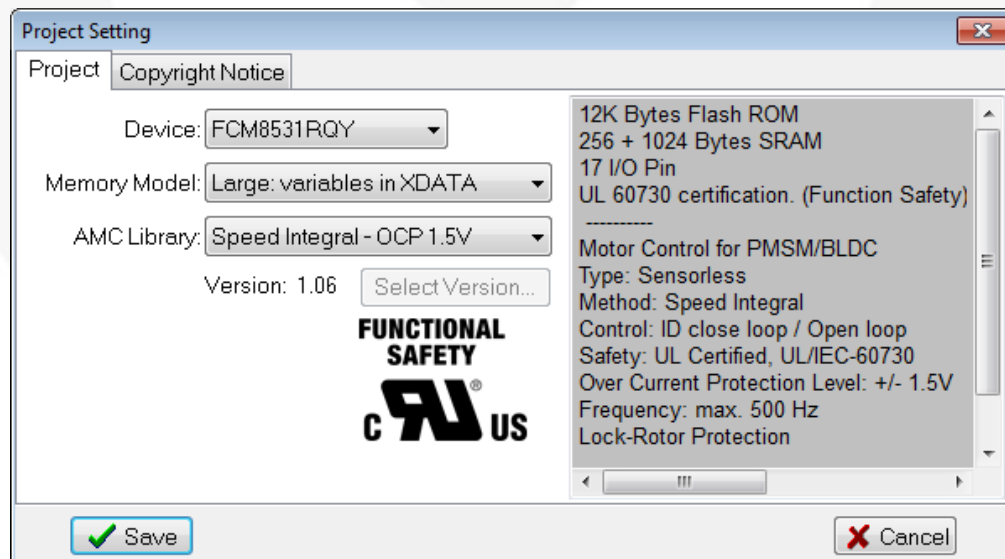 Project Setting
Project
Copyright Notice
Device: FCM8531RQY
Memory Model: Large: variables in XDATA
AMC Library: Speed Integral - OCP 1.5V
Version: 1.06
Select Version...
FUNCTIONAL
SAFETY
C RU ® US
12K Bytes Flash ROM
256 + 1024 Bytes SRAM
17 I/O Pin
UL 60730 certification. (Function Safety)
----------
Motor Control for PMSM/BLDC
Type: Sensorless
Method: Speed Integral
Control: ID close loop / Open loop
Safety: UL Certified, UL/IEC-60730
Over Current Protection Level: +/- 1.5V
Frequency: max. 500 Hz
Lock-Rotor Protection
Save
Cancel